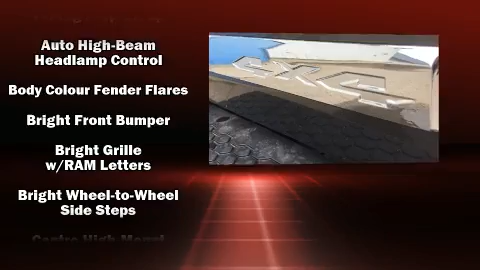 Auto High-Beam
Headlamp Control
Body Colour Fender Flares
Bright Front Bumper
Bright Grille
w/RAM Letters
Bright Wheel-to-Wheel
Side Steps
4X4